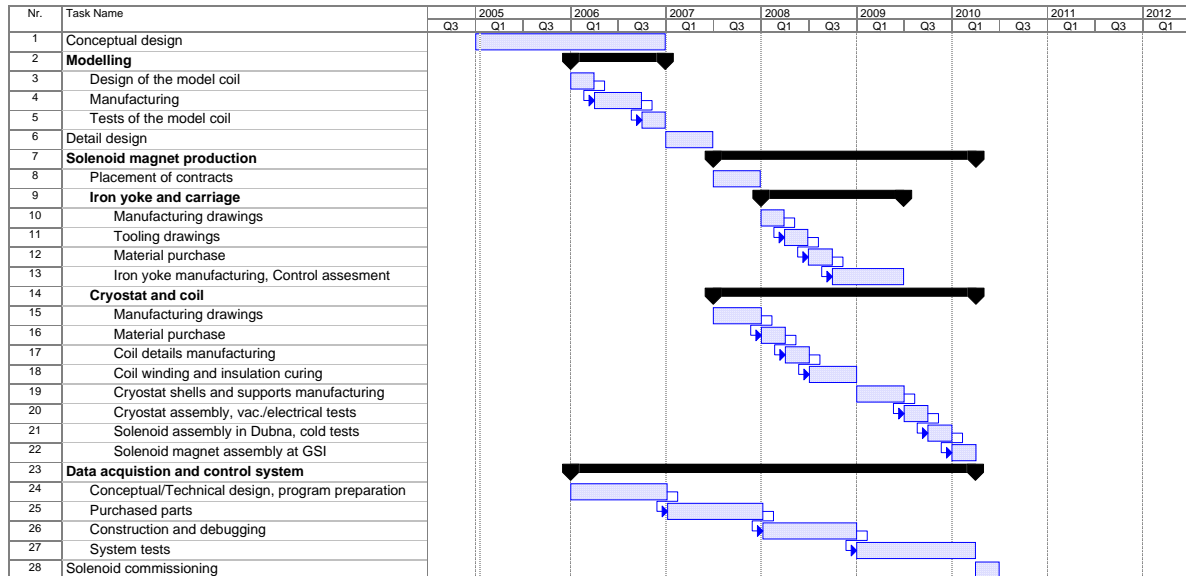 Nr. Task Name 2005 2006 2007 2008 2009 2010 2011 2012
Q3 Q1 Q3 Q1 Q3 Q1 Q3 Q1 Q3 Q1 Q3 Q1 Q3 Q1 Q3 Q1
1 Conceptual design
2 Modelling
3 Design of the model coil
4 Manufacturing
5 Tests of the model coil
6 Detail design
7 Solenoid magnet production
8 Placement of contracts
9 Iron yoke and carriage
10 Manufacturing drawings
11 Tooling drawings
12 Material purchase
13 Iron yoke manufacturing, Control assesment
14 Cryostat and coil
15 Manufacturing drawings
16 Material purchase
17 Coil details manufacturing
18 Coil winding and insulation curing
19 Cryostat shells and supports manufacturing
20 Cryostat assembly, vac./electrical tests
21 Solenoid assembly in Dubna, cold tests
22 Solenoid magnet assembly at GSI
23 Data acquistion and control system
24 Conceptual/Technical design, program preparation
25 Purchased parts
26 Construction and debugging
27 System tests
28 Solenoid commissioning